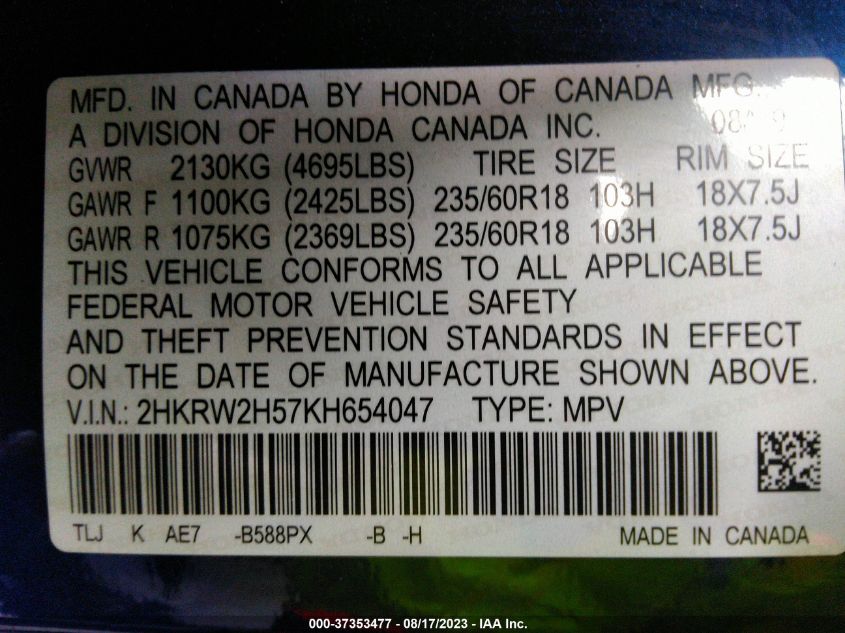 MFD. IN CANADA BY HONDA OF CANADA MFG.
A DIVISION OF HONDA CANADA INC.
GVWR 2130KG (4695LBS) TIRE SIZE RIM SIZE
GAWR F 1100KG (2425LBS) 235/60R18 103H 18X7.5J
GAWR R 1075KG (2369LBS) 235/60R18 103H 18X7.5J
THIS VEHICLE CONFORMS TO ALL APPLICABLE
FEDERAL MOTOR VEHICLE SAFETY
AND THEFT PREVENTION STANDARDS IN EFFECT
ON THE DATE OF MANUFACTURE SHOWN ABOVE.
V.I.N.: 2HKRW2H57KH654047 TYPE: MPV
TLJ K AE7 -B588PX -B -H MADE IN CANADA
000-37353477 - 08/17/2023 - IAA Inc.